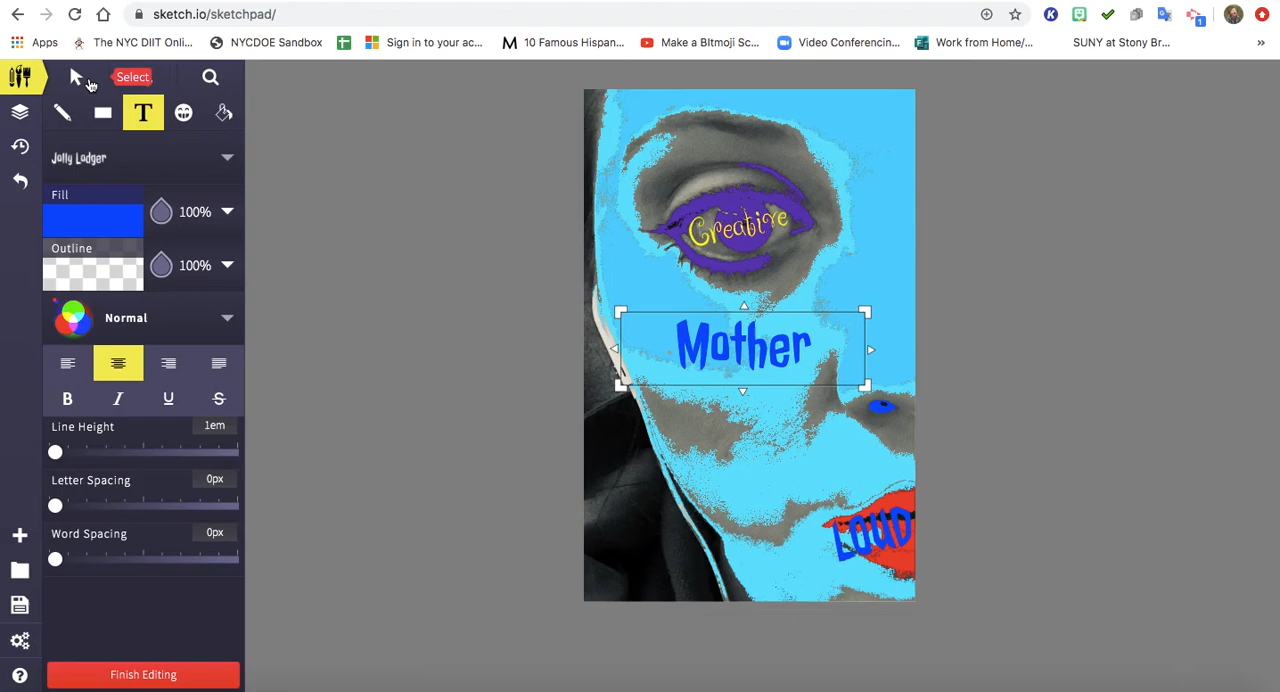 sketch.io/sketchpad/
Apps
The NYC DIIT Onli...
NYCDOE Sandbox
Sign in to your ac...
10 Famous Hispan...
Make a BItmoji Sc...
Video Conferencin...
Work from Home/...
SUNY at Stony Br...
»
Select
T
Jolly Lodger
Fill
100%
Outline
100%
Normal
B I U S
Line Height 1em
Letter Spacing 0px
Word Spacing 0px
Finish Editing
Creative
Mother
LOUD